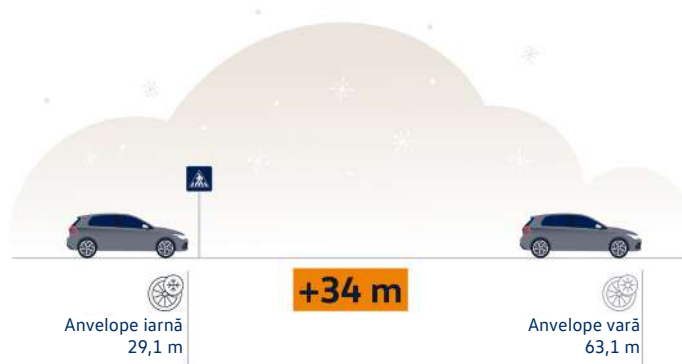 +34 m
Anvelope iarnă
29,1 m
Anvelope vară
63,1 m